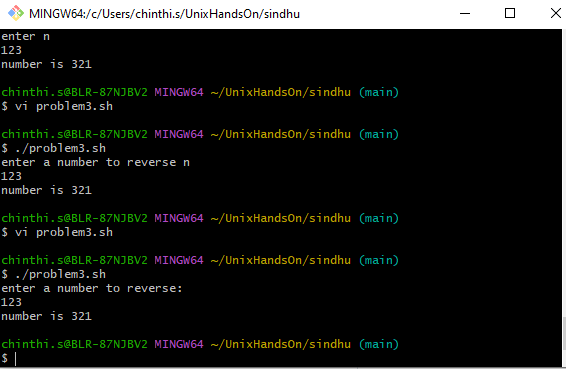 MINGW64:/c/Users/chinthi.s/UnixHandsOn/sindhu
enter n
123
number is 321
chinthi.s@BLR-87NJBV2 MINGW64 ~/UnixHandsOn/sindhu (main)
$ vi problem3.sh
chinthi.s@BLR-87NJBV2 MINGW64 ~/UnixHandsOn/sindhu (main)
$ ./problem3.sh
enter a number to reverse n
123
number is 321
chinthi.s@BLR-87NJBV2 MINGW64 ~/UnixHandsOn/sindhu (main)
$ vi problem3.sh
chinthi.s@BLR-87NJBV2 MINGW64 ~/UnixHandsOn/sindhu (main)
$ ./problem3.sh
enter a number to reverse:
123
number is 321
chinthi.s@BLR-87NJBV2 MINGW64 ~/UnixHandsOn/sindhu (main)
$